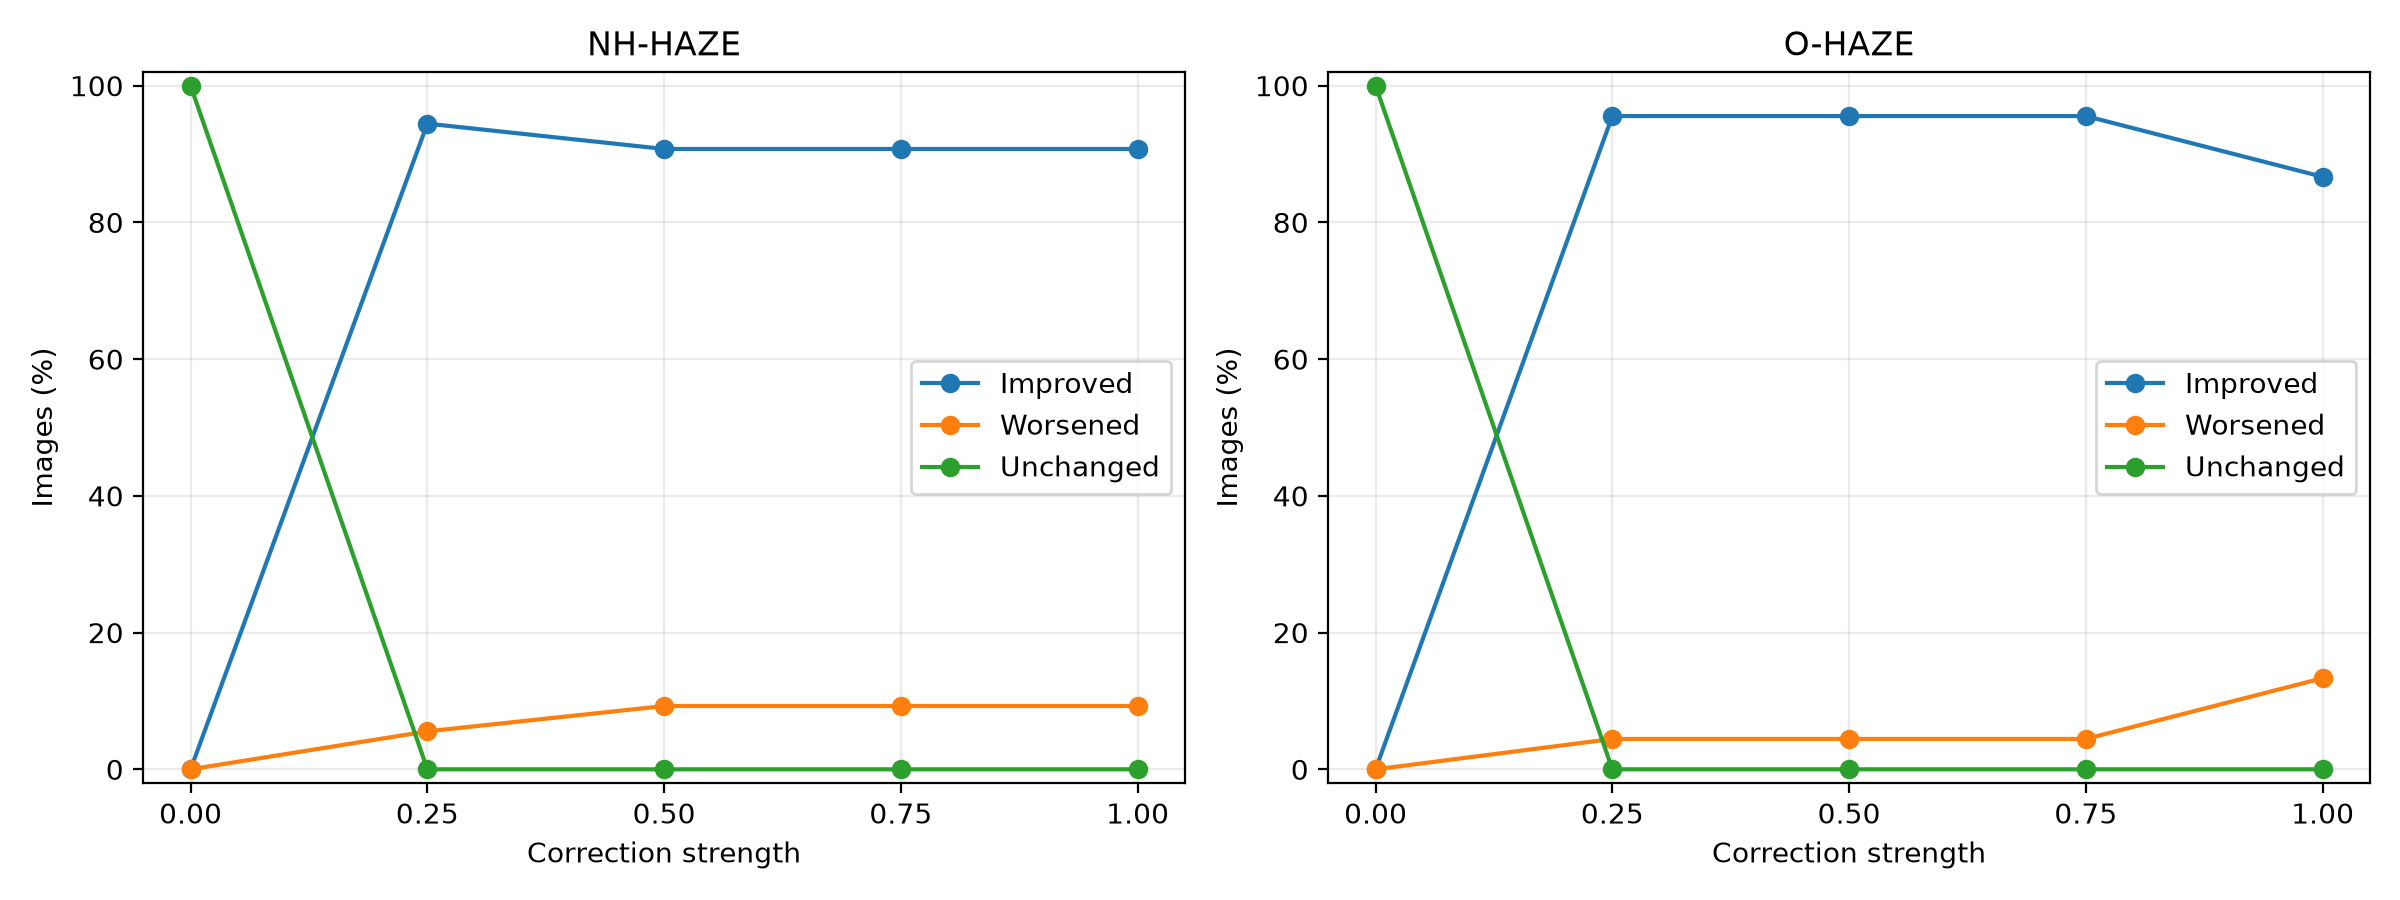 NH-HAZE
100
80
60
40
20
0
Images (%)
Improved
Worsened
Unchanged
0.00 0.25 0.50 0.75 1.00
Correction strength
O-HAZE
100
80
60
40
20
0
Images (%)
Improved
Worsened
Unchanged
0.00 0.25 0.50 0.75 1.00
Correction strength